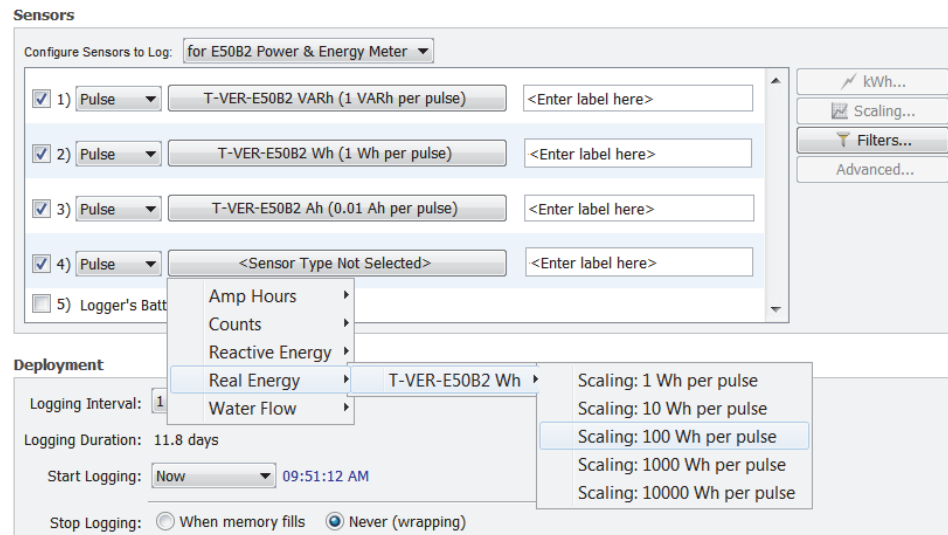 Sensors
Configure Sensors to Log: for E50B2 Power & Energy Meter
1) Pulse T-VER-E50B2 VARh (1 VARh per pulse) <Enter label here>
kWh...
Scaling...
2) Pulse T-VER-E50B2 Wh (1 Wh per pulse) <Enter label here>
Filters...
Advanced...
3) Pulse T-VER-E50B2 Ah (0.01 Ah per pulse) <Enter label here>
4) Pulse <Sensor Type Not Selected> <Enter label here>
5) Logger's Batt
Amp Hours
Counts
Reactive Energy
Real Energy
Water Flow
T-VER-E50B2 Wh
Scaling: 1 Wh per pulse
Scaling: 10 Wh per pulse
Scaling: 100 Wh per pulse
Scaling: 1000 Wh per pulse
Scaling: 10000 Wh per pulse
Deployment
Logging Interval: 1
Logging Duration: 11.8 days
Start Logging: Now 09:51:12 AM
Stop Logging: When memory fills Never (wrapping)